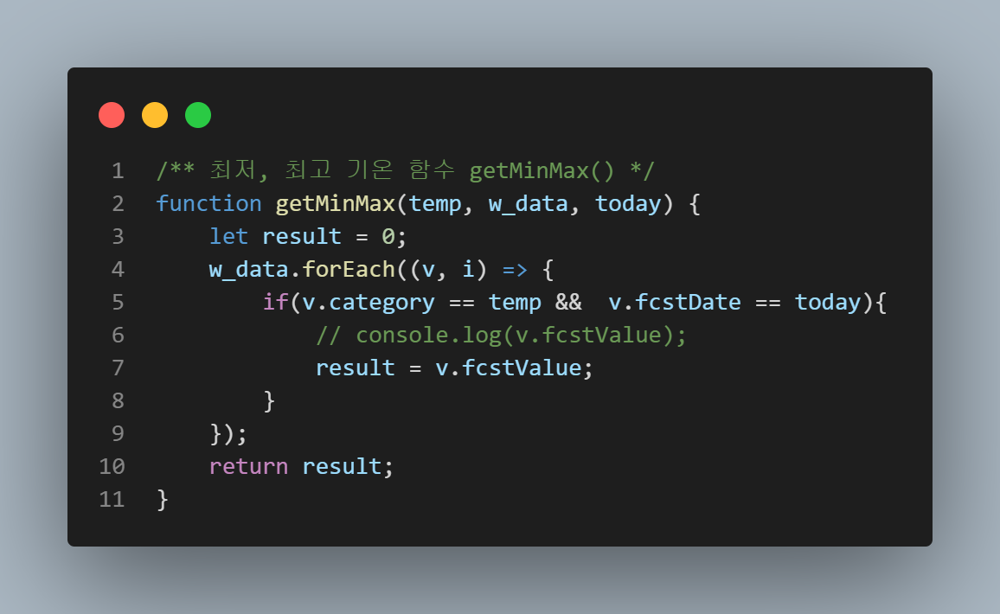 1 /** 최저, 최고 기온 함수 getMinMax() */
2 function getMinMax(temp, w_data, today) {
3     let result = 0;
4     w_data.forEach((v, i) => {
5         if(v.category == temp &&  v.fcstDate == today){
6             // console.log(v.fcstValue);
7             result = v.fcstValue;
8         }
9     });
10     return result;
11 }